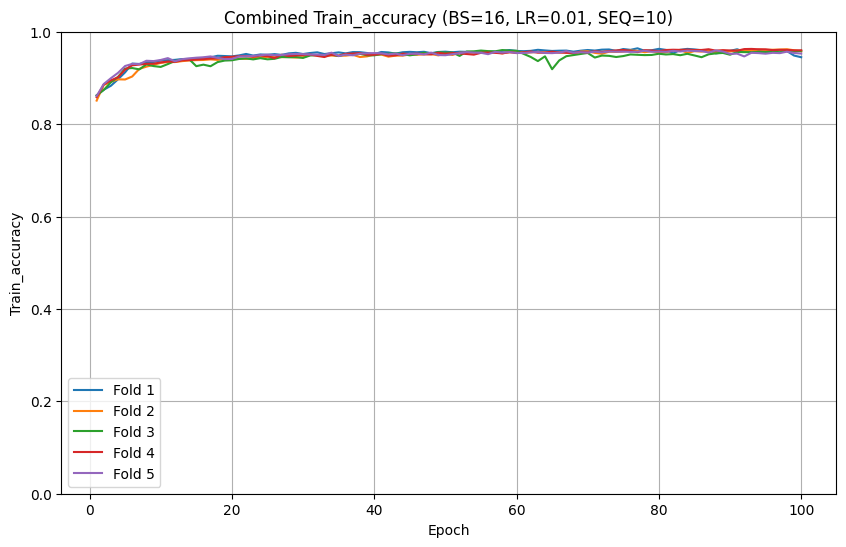 Combined Train_accuracy (BS=16, LR=0.01, SEQ=10)
Train_accuracy
1.0
0.8
0.6
0.4
0.2
0.0
Fold 1
Fold 2
Fold 3
Fold 4
Fold 5
0 20 40 60 80 100
Epoch